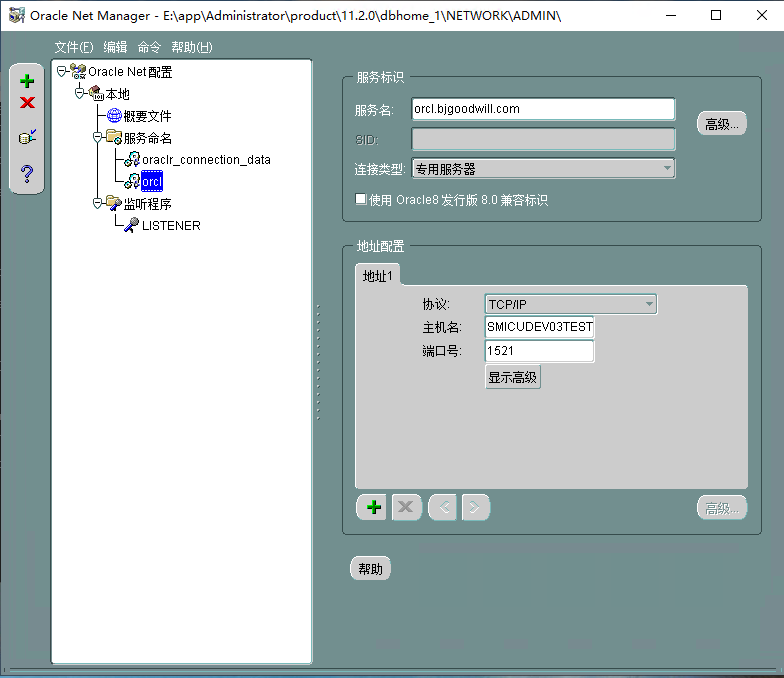 Oracle Net Manager - E:\app\Administrator\product\11.2.0\dbhome_1\NETWORK\ADMIN\
文件(F) 编辑 命令 帮助(H)
Oracle Net 配置
本地
概要文件
服务命名
oraclr_connection_data
orcl
监听程序
LISTENER
服务标识
服务名: orcl.bjgoodwill.com
高级...
SID:
连接类型: 专用服务器
使用 Oracle8 发行版 8.0 兼容标识
地址配置
地址1
协议: TCP/IP
主机名: SMICUDEV03TEST
端口号: 1521
显示高级
高级...
帮助